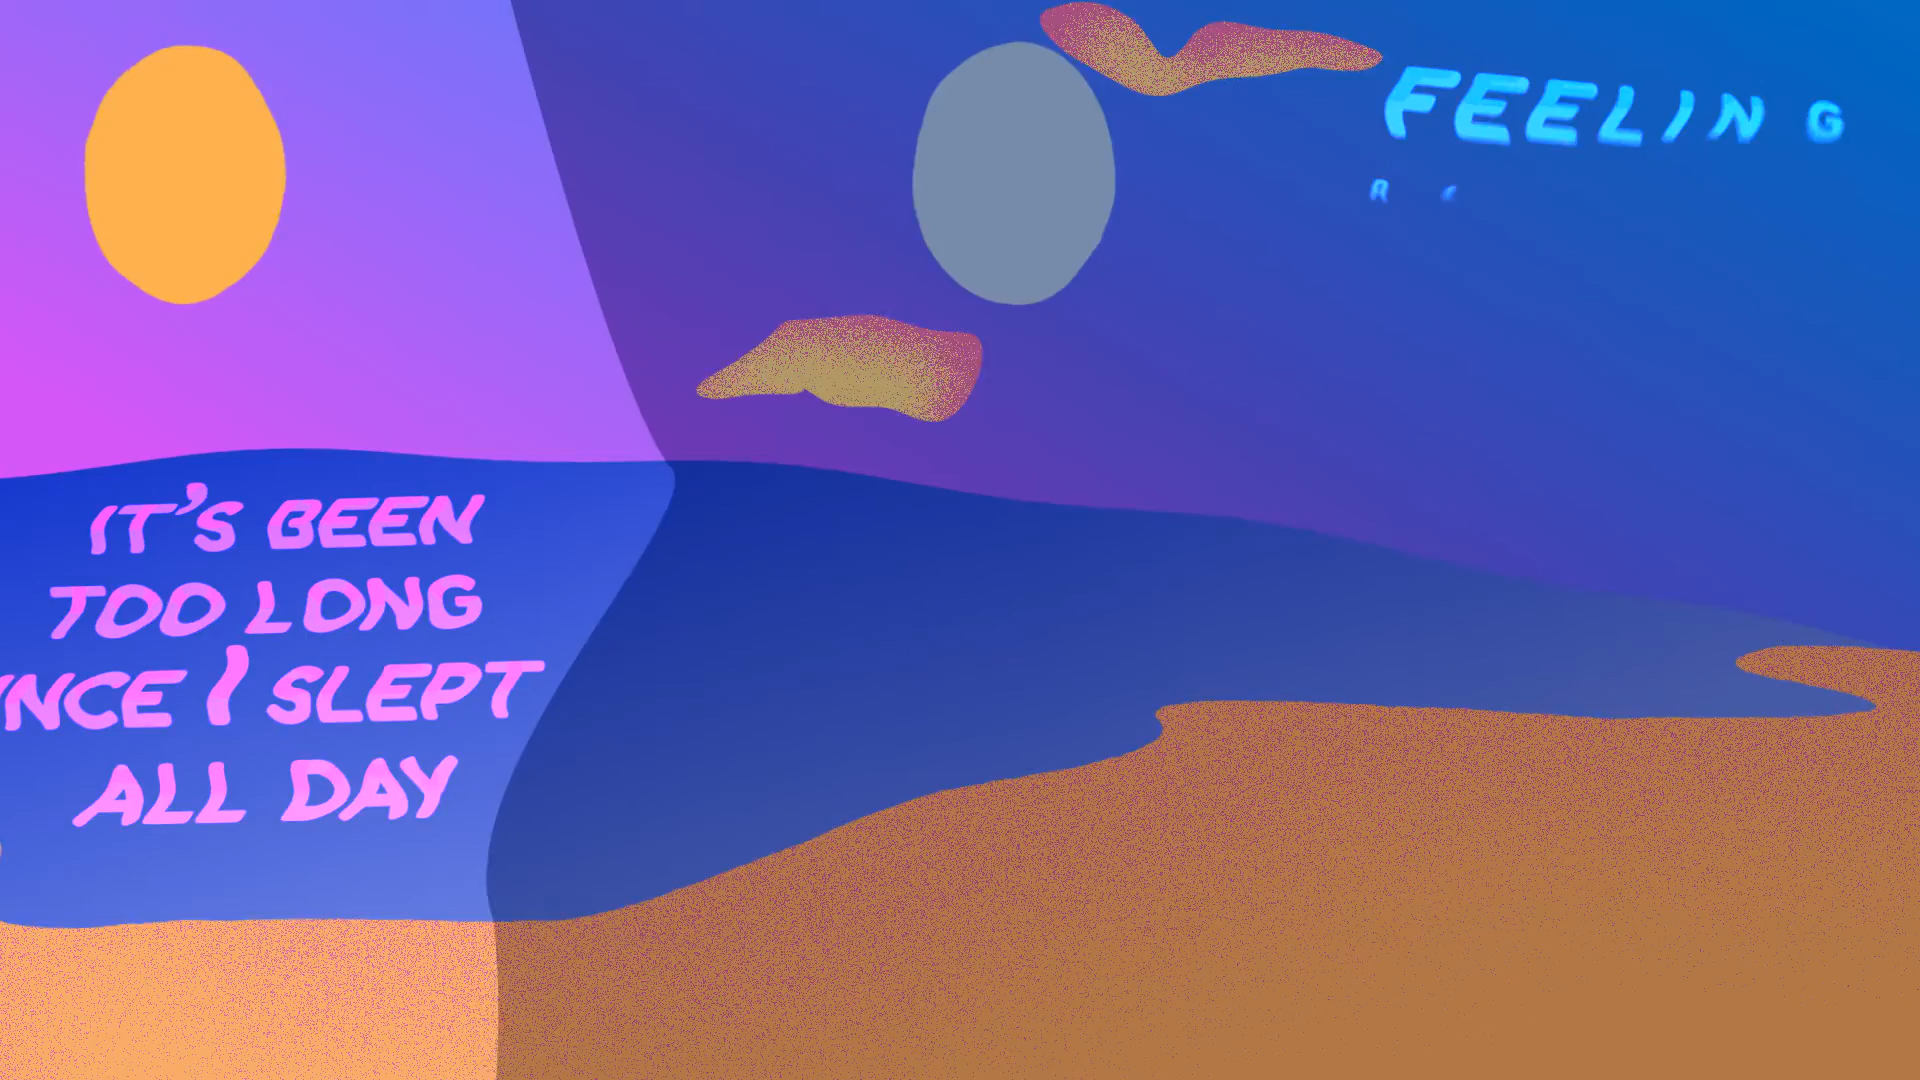 IT'S BEEN
TOO LONG
NCE I SLEPT
ALL DAY
FEELING